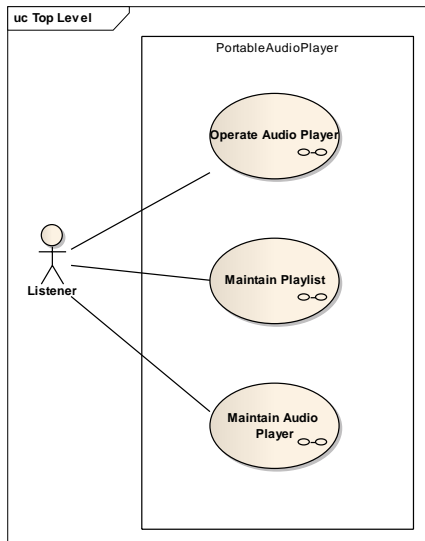 uc Top Level
PortableAudioPlayer
Operate Audio Player
Listener
Maintain Playlist
Maintain Audio
Player